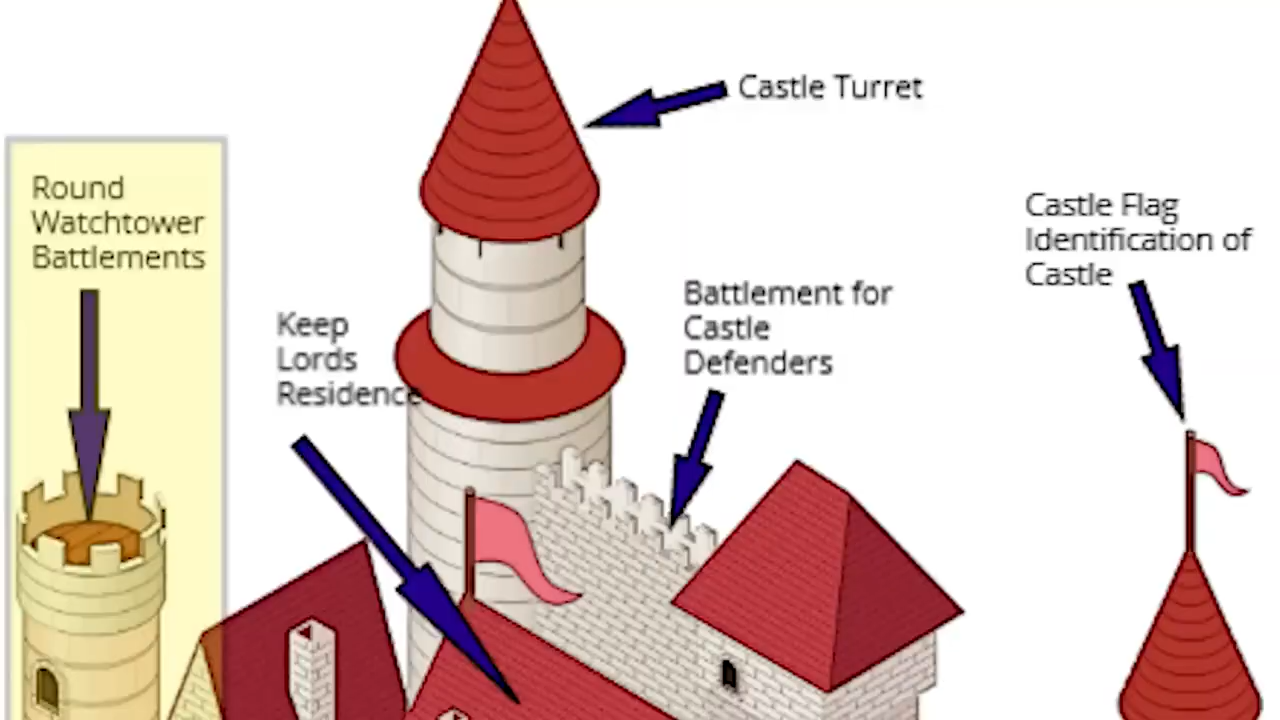 Castle Turret
Round
Watchtower
Battlements
Castle Flag
Identification of
Castle
Keep
Lords
Residence
Battlement for
Castle
Defenders